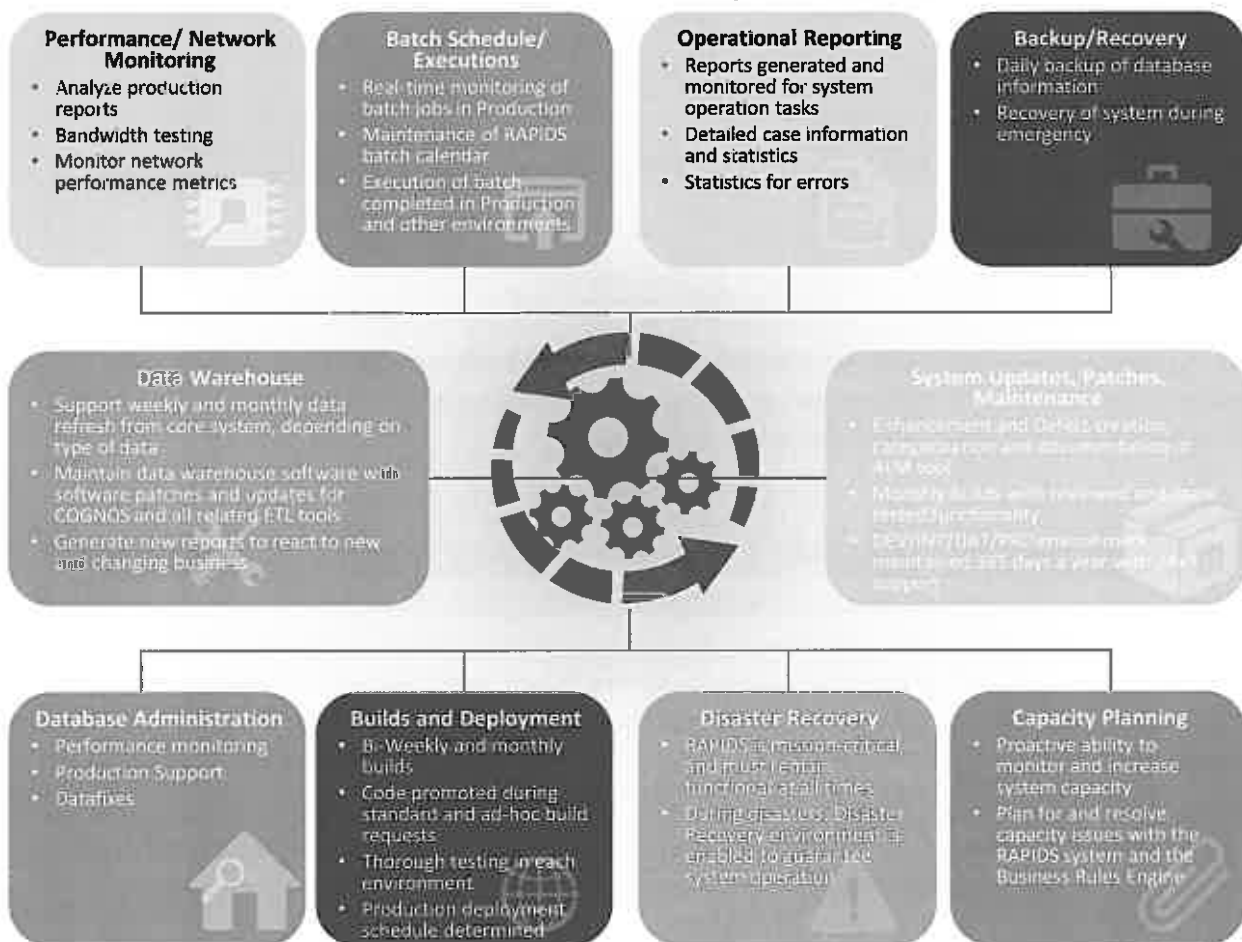 Performance/ Network
Monitoring
• Analyze production
reports
• Bandwidth testing
• Monitor network
performance metrics
Batch Schedule/
Executions
• Real-time monitoring of
batch jobs in Production
• Maintenance of RAPIDS
batch calendar
• Execution of batch
completed in Production
and other environments
Operational Reporting
• Reports generated and
monitored for system
operation tasks
• Detailed case information
and statistics
• Statistics for errors
Backup/Recovery
• Daily backup of database
information
• Recovery of system during
emergency
Data Warehouse
• Support weekly and monthly data
refresh from core system, depending on
type of data
• Maintain data warehouse software
software patches and updates for
COGNOS and all related ETL tools
• Generate new reports to react to new
changing business
System Updates, Patches,
Maintenance
• Enhancement and Defect creation,
ALM tool
• Monthly
tested functionality
•
maintained 365 days a year with
support
Database Administration
• Performance monitoring
• Production Support
• Datafixes
Builds and Deployment
• Bi-Weekly and monthly
builds
• Code promoted during
standard and ad-hoc build
requests
• Thorough testing in each
environment
• Production deployment
schedule determined
Disaster Recovery
• RAPIDS is mission-critical
and must
functional at all times
• During disasters, Disaster
Recovery environment is
enabled to guarantee
system operation
Capacity Planning
• Proactive ability to
monitor and increase
system capacity
• Plan for and resolve
capacity issues with the
RAPIDS system and the
Business Rules Engine